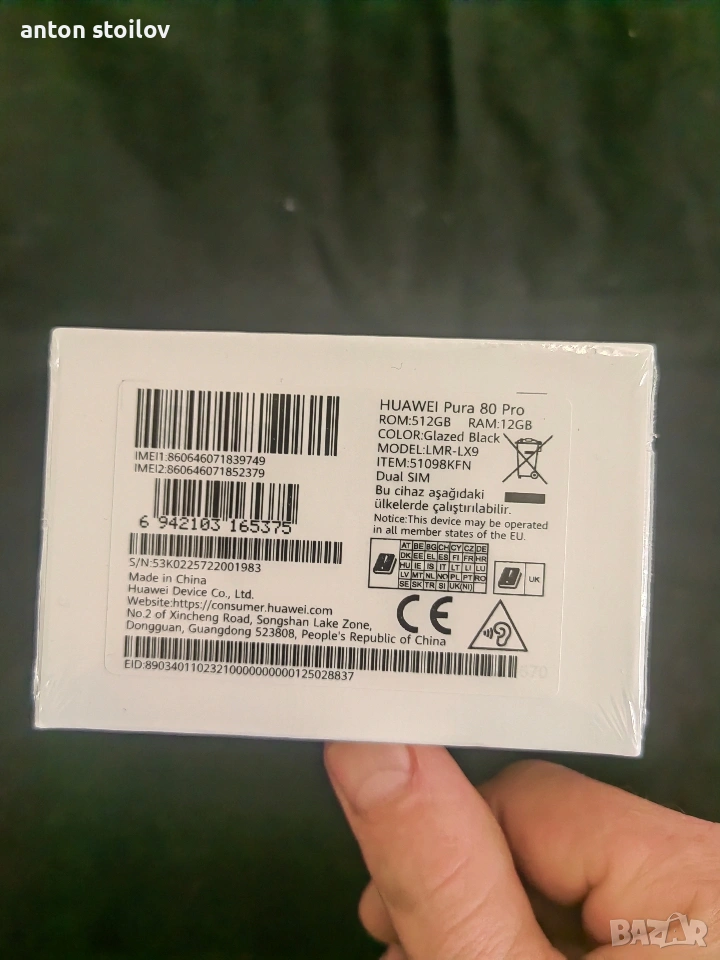 anton stoilov
IMEI1:860646071839749
IMEI2:860646071852379
6 942103 165375
S/N:53K0225722001983
Made in China
Huawei Device Co., Ltd.
Website:https://consumer.huawei.com
No.2 of Xincheng Road, Songshan Lake Zone,
Dongguan, Guangdong 523808, People's Republic of China
EID:89034011023210000000000125028837
HUAWEI Pura 80 Pro
ROM:512GB RAM:12GB
COLOR:Glazed Black
MODEL:LMR-LX9
ITEM:51098KFN
Dual SIM
Bu cihaz aşağıdaki
ülkelerde çalıştırılabilir.
Notice:This device may be operated
in all member states of the EU.
AT BE BG CH CY CZ DE
DK EE EL ES FI FR HR
HU IE IS IT LT LI LU
LV MT NL NO PL PT RO
SE SK TR SI UK(NI)
UK
CE
BAZAR